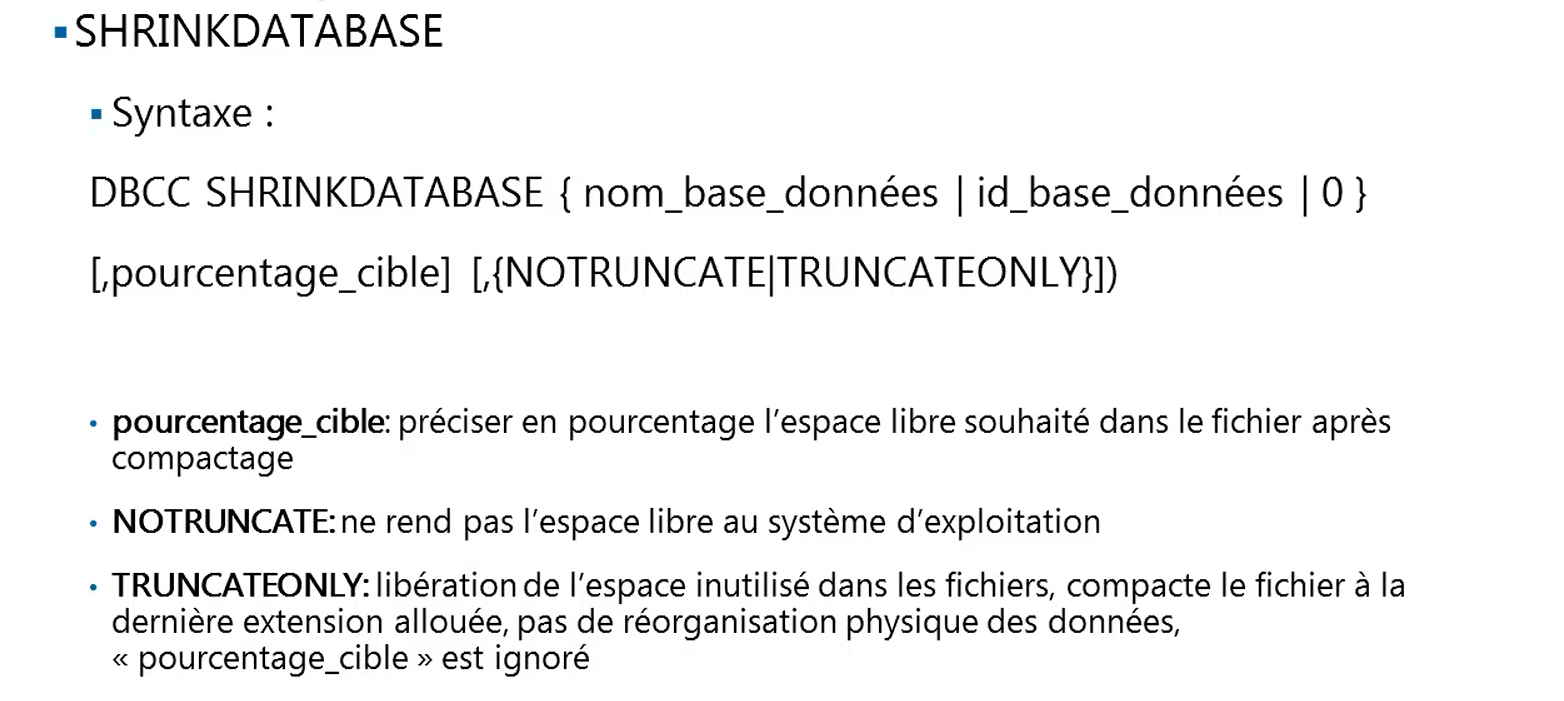 ▪SHRINKDATABASE
▪ Syntaxe :
DBCC SHRINKDATABASE { nom_base_données | id_base_données | 0 }
[,pourcentage_cible] [,{NOTRUNCATE|TRUNCATEONLY}])
• pourcentage_cible: préciser en pourcentage l’espace libre souhaité dans le fichier après
compactage
• NOTRUNCATE: ne rend pas l’espace libre au système d’exploitation
• TRUNCATEONLY: libération de l’espace inutilisé dans les fichiers, compacte le fichier à la
dernière extension allouée, pas de réorganisation physique des données,
« pourcentage_cible » est ignoré